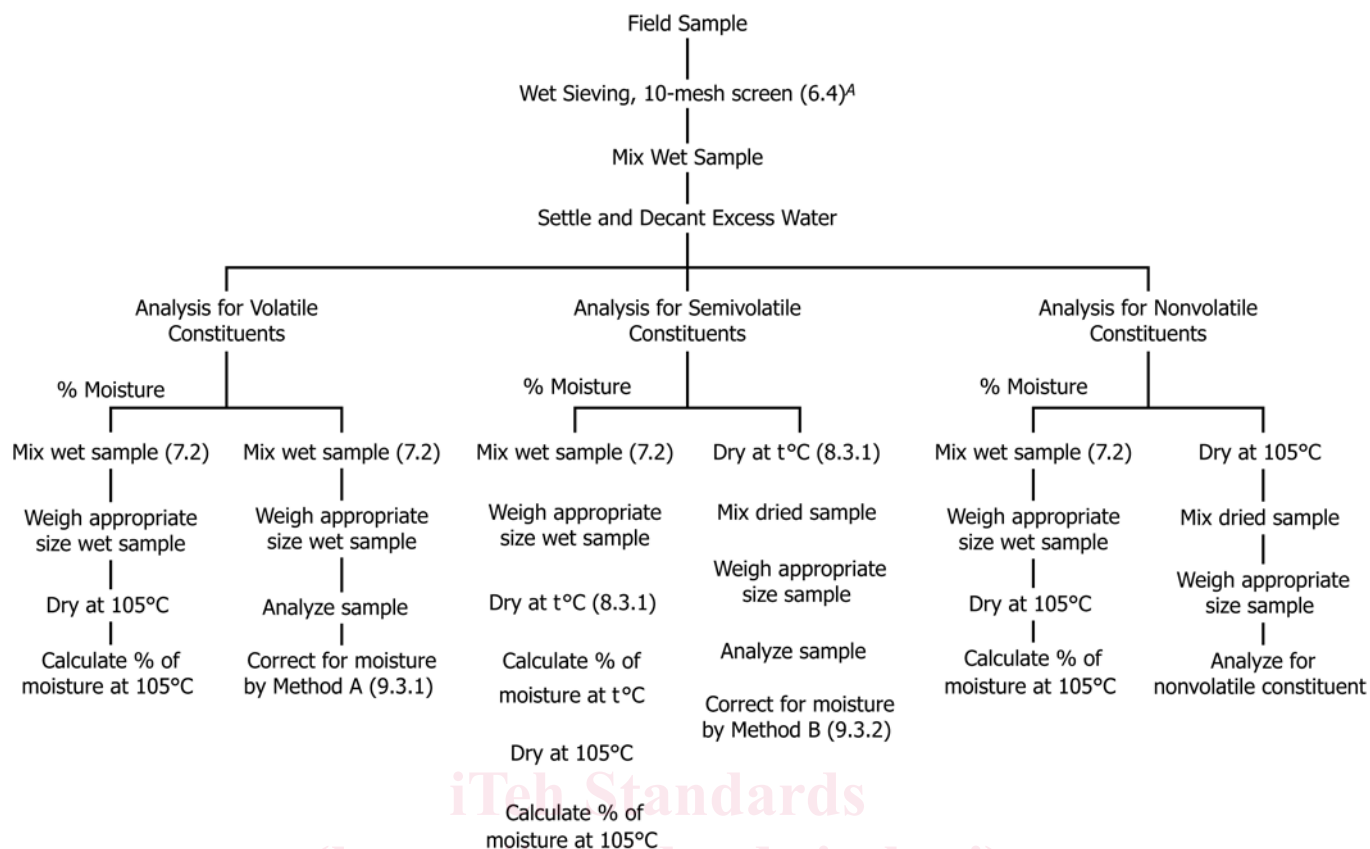 Field Sample
Wet Sieving, 10-mesh screen (6.4)A
Mix Wet Sample
Settle and Decant Excess Water
Analysis for Volatile
Constituents
% Moisture
Mix wet sample (7.2)
Weigh appropriate
size wet sample
Dry at 105°C
Calculate % of
moisture at 105°C
Mix wet sample (7.2)
Weigh appropriate
size wet sample
Analyze sample
Correct for moisture
by Method A (9.3.1)
Analysis for Semivolatile
Constituents
% Moisture
Mix wet sample (7.2)
Weigh appropriate
size wet sample
Dry at t°C (8.3.1)
Calculate % of
moisture at t°C
Dry at 105°C
Calculate % of
moisture at 105°C
Dry at t°C (8.3.1)
Mix dried sample
Weigh appropriate
size sample
Analyze sample
Correct for moisture
by Method B (9.3.2)
Analysis for Nonvolatile
Constituents
% Moisture
Mix wet sample (7.2)
Weigh appropriate
size wet sample
Dry at 105°C
Calculate % of
moisture at 105°C
Dry at 105°C
Mix dried sample
Weigh appropriate
size sample
Analyze for
nonvolatile constituent
iTeh Standards